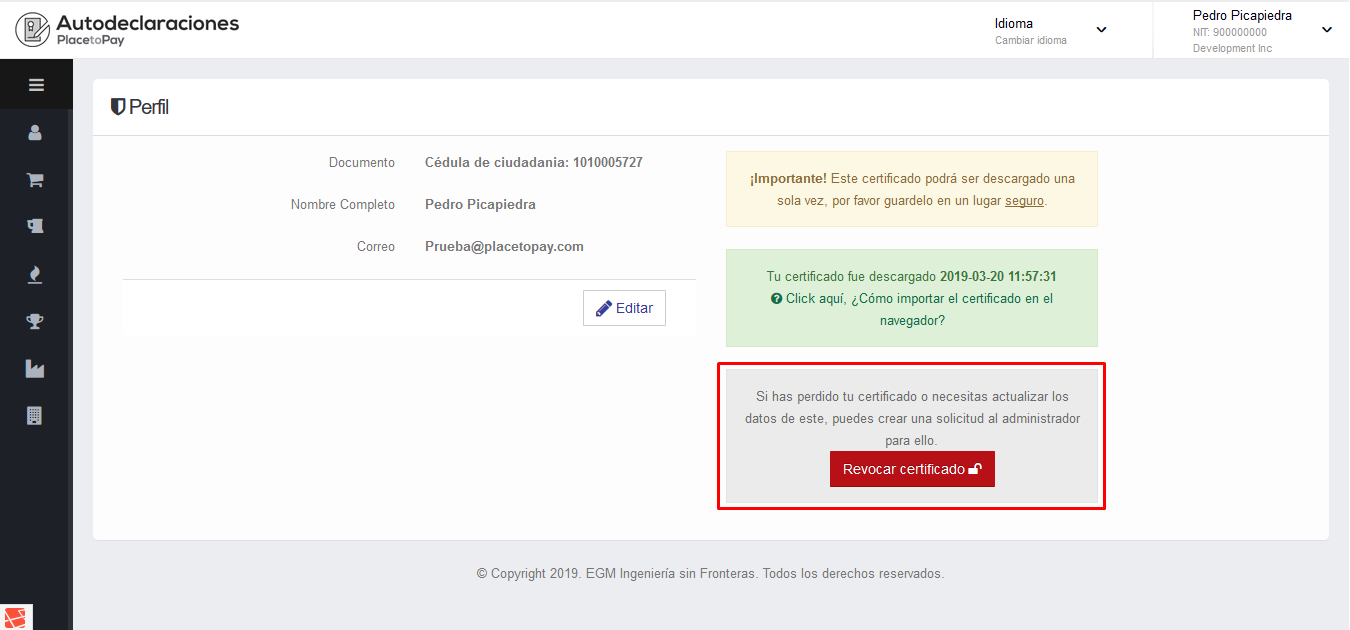 Autodeclaraciones
PlacetoPay
Idioma
Cambiar idioma
Pedro Picapiedra
NIT: 900000000
Development Inc
Perfil
Documento
Cédula de ciudadania: 1010005727
Nombre Completo
Pedro Picapiedra
Correo
Prueba@placetopay.com
Editar
¡Importante! Este certificado podrá ser descargado una
sola vez, por favor guardelo en un lugar seguro.
Tu certificado fue descargado 2019-03-20 11:57:31
Click aquí, ¿Cómo importar el certificado en el
navegador?
Si has perdido tu certificado o necesitas actualizar los
datos de este, puedes crear una solicitud al administrador
para ello.
Revocar certificado
© Copyright 2019. EGM Ingeniería sin Fronteras. Todos los derechos reservados.